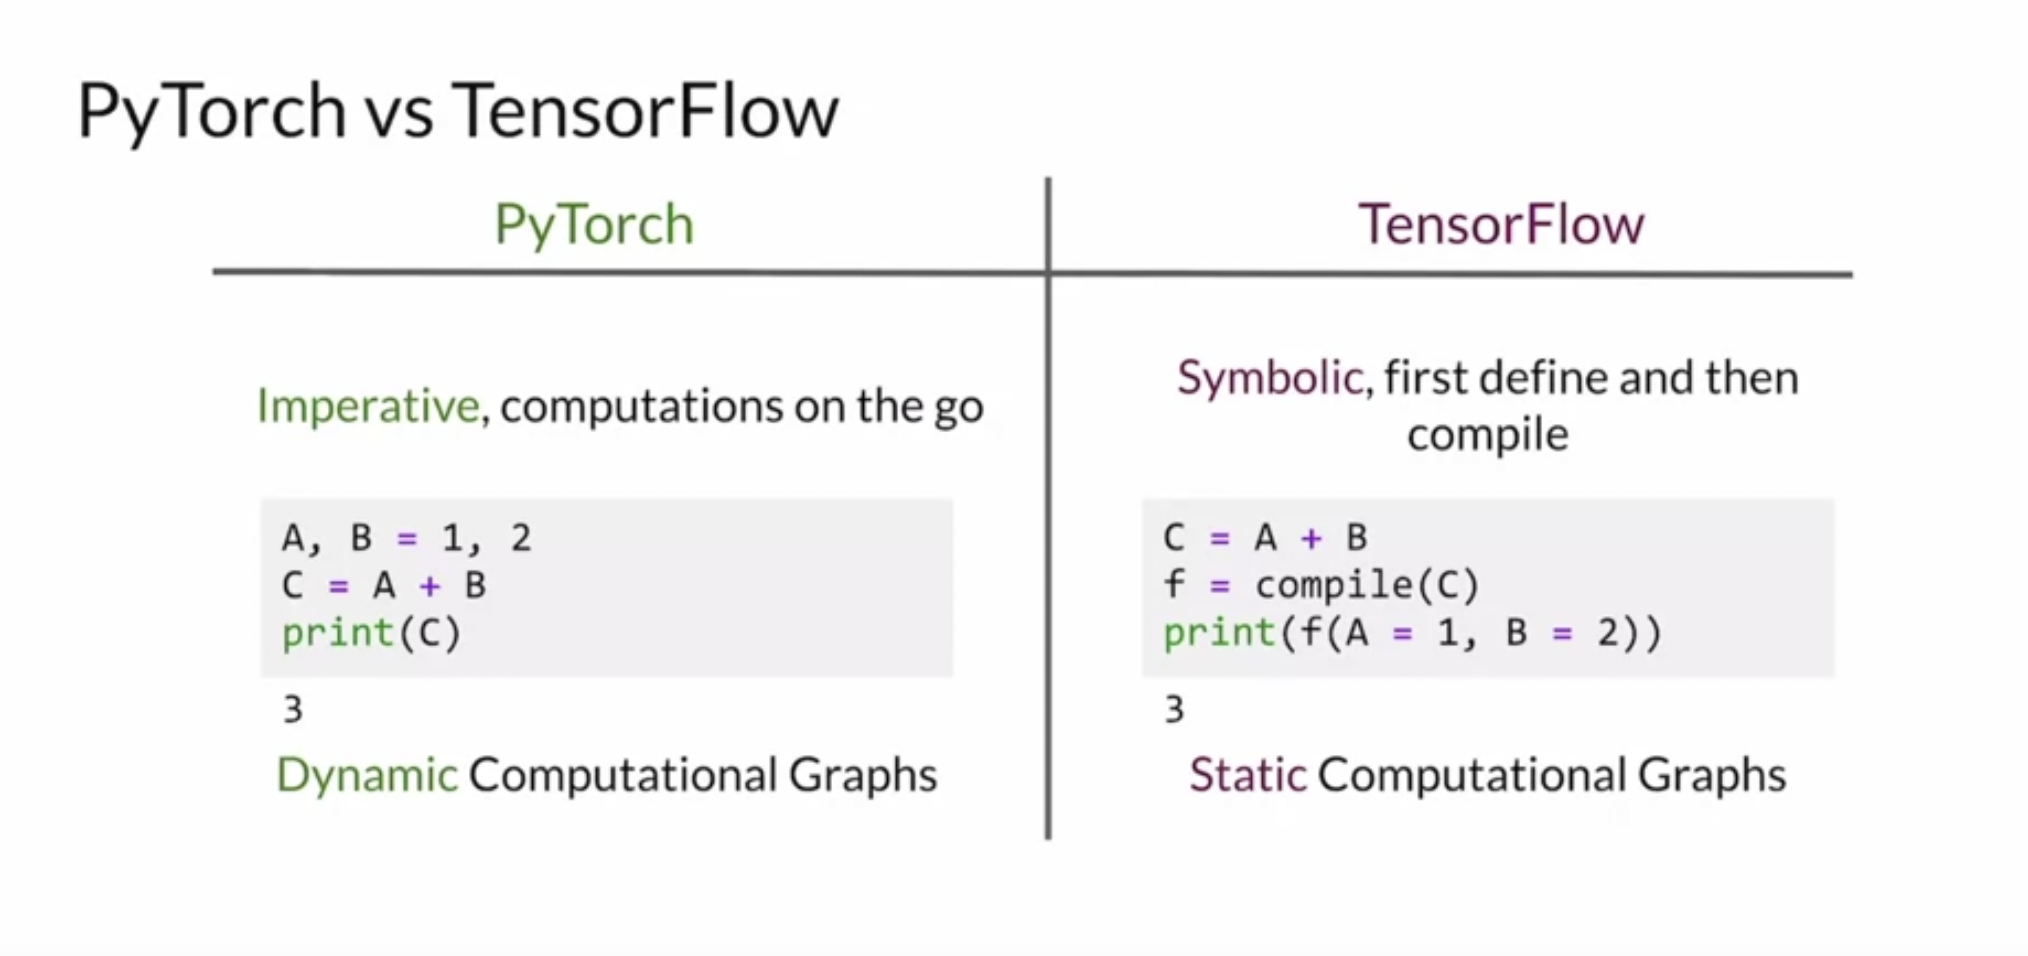 PyTorch vs TensorFlow
PyTorch
Imperative, computations on the go
A, B = 1, 2
C = A + B
print(C)
3
Dynamic Computational Graphs
TensorFlow
Symbolic, first define and then
compile
C = A + B
f = compile(C)
print(f(A = 1, B = 2))
3
Static Computational Graphs